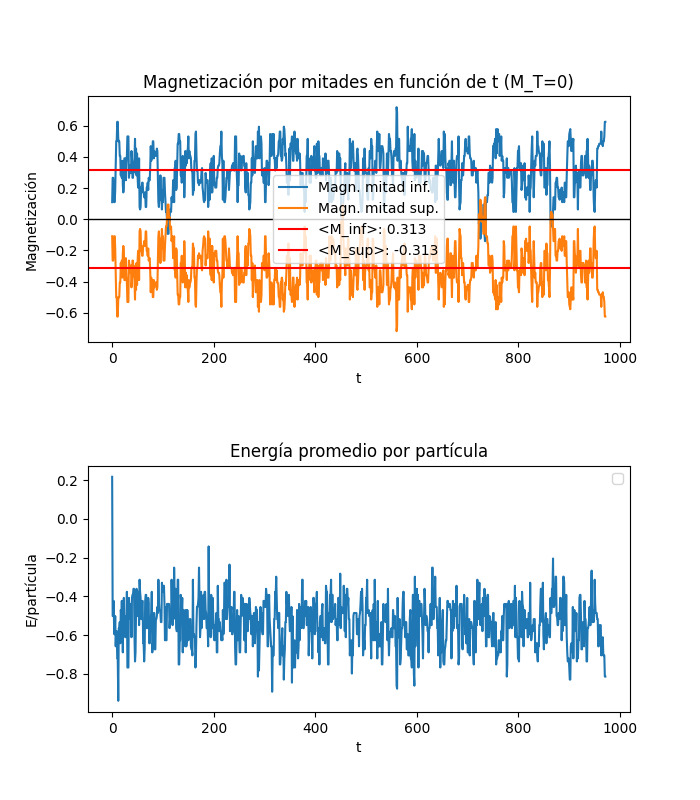 Magnetización por mitades en función de t (M_T=0)
Magnetización
0.6
0.4
0.2
0.0
−0.2
−0.4
−0.6
Magn. mitad inf.
Magn. mitad sup.
<M_inf>: 0.313
<M_sup>: -0.313
0 200 400 600 800 1000
t
Energía promedio por partícula
E/partícula
0.2
0.0
−0.2
−0.4
−0.6
−0.8
0 200 400 600 800 1000
t